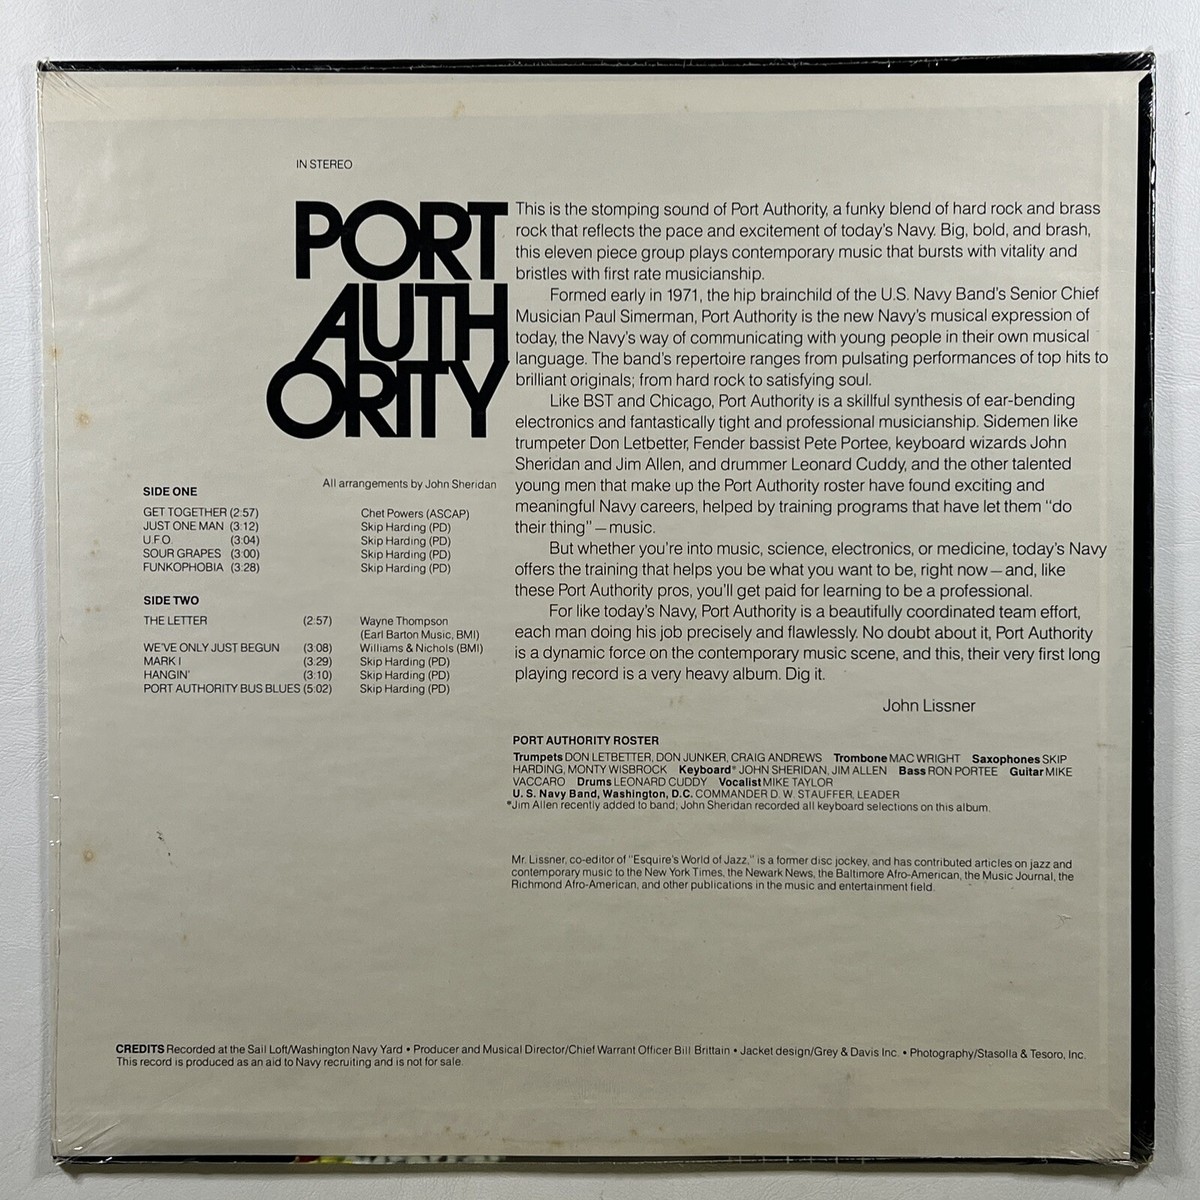 IN STEREO
PORT
AUTH
ORITY
This is the stomping sound of Port Authority, a funky blend of hard rock and brass
rock that reflects the pace and excitement of today's Navy. Big, bold, and brash,
this eleven piece group plays contemporary music that bursts with vitality and
bristles with first rate musicianship.
Formed early in 1971, the hip brainchild of the U.S. Navy Band's Senior Chief
Musician Paul Simerman, Port Authority is the new Navy's musical expression of
today, the Navy's way of communicating with young people in their own musical
language. The band's repertoire ranges from pulsating performances of top hits to
brilliant originals; from hard rock to satisfying soul.
Like BST and Chicago, Port Authority is a skillful synthesis of ear-bending
electronics and fantastically tight and professional musicianship. Sidemen like
trumpeter Don Letbetter, Fender bassist Pete Portee, keyboard wizards John
Sheridan and Jim Allen, and drummer Leonard Cuddy, and the other talented
young men that make up the Port Authority roster have found exciting and
meaningful Navy careers, helped by training programs that have let them "do
their thing"—music.
But whether you're into music, science, electronics, or medicine, today's Navy
offers the training that helps you be what you want to be, right now—and, like
these Port Authority pros, you'll get paid for learning to be a professional.
For like today's Navy, Port Authority is a beautifully coordinated team effort,
each man doing his job precisely and flawlessly. No doubt about it, Port Authority
is a dynamic force on the contemporary music scene, and this, their very first long
playing record is a very heavy album. Dig it.
John Lissner
All arrangements by John Sheridan
SIDE ONE
GET TOGETHER (2:57) Chet Powers (ASCAP)
JUST ONE MAN (3:12) Skip Harding (PD)
U.F.O. (3:04) Skip Harding (PD)
SOUR GRAPES (3:00) Skip Harding (PD)
FUNKOPHOBIA (3:28) Skip Harding (PD)
SIDE TWO
THE LETTER (2:57) Wayne Thompson
(Earl Barton Music, BMI)
WE'VE ONLY JUST BEGUN (3:08) Williams & Nichols (BMI)
MARK I (3:29) Skip Harding (PD)
HANGIN' (3:10) Skip Harding (PD)
PORT AUTHORITY BUS BLUES (5:02) Skip Harding (PD)
PORT AUTHORITY ROSTER
Trumpets DON LETBETTER, DON JUNKER, CRAIG ANDREWS Trombone MAC WRIGHT Saxophones SKIP
HARDING, MONTY WISBROCK Keyboard* JOHN SHERIDAN, JIM ALLEN Bass RON PORTEE Guitar MIKE
VACCARO Drums LEONARD CUDDY Vocalist MIKE TAYLOR
U. S. Navy Band, Washington, D.C. COMMANDER D. W. STAUFFER, LEADER
*Jim Allen recently added to band; John Sheridan recorded all keyboard selections on this album.
Mr. Lissner, co-editor of "Esquire's World of Jazz," is a former disc jockey, and has contributed articles on jazz and
contemporary music to the New York Times, the Newark News, the Baltimore Afro-American, the Music Journal, the
Richmond Afro-American, and other publications in the music and entertainment field.
CREDITS Recorded at the Sail Loft/Washington Navy Yard • Producer and Musical Director/Chief Warrant Officer Bill Brittain • Jacket design/Grey & Davis Inc. • Photography/Stasolla & Tesoro, Inc.
This record is produced as an aid to Navy recruiting and is not for sale.